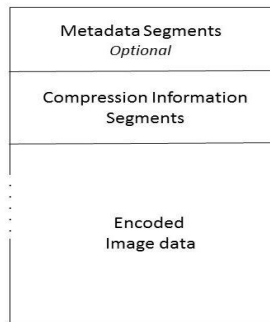 Metadata Segments
Optional
Compression Information
Segments
Encoded
Image data